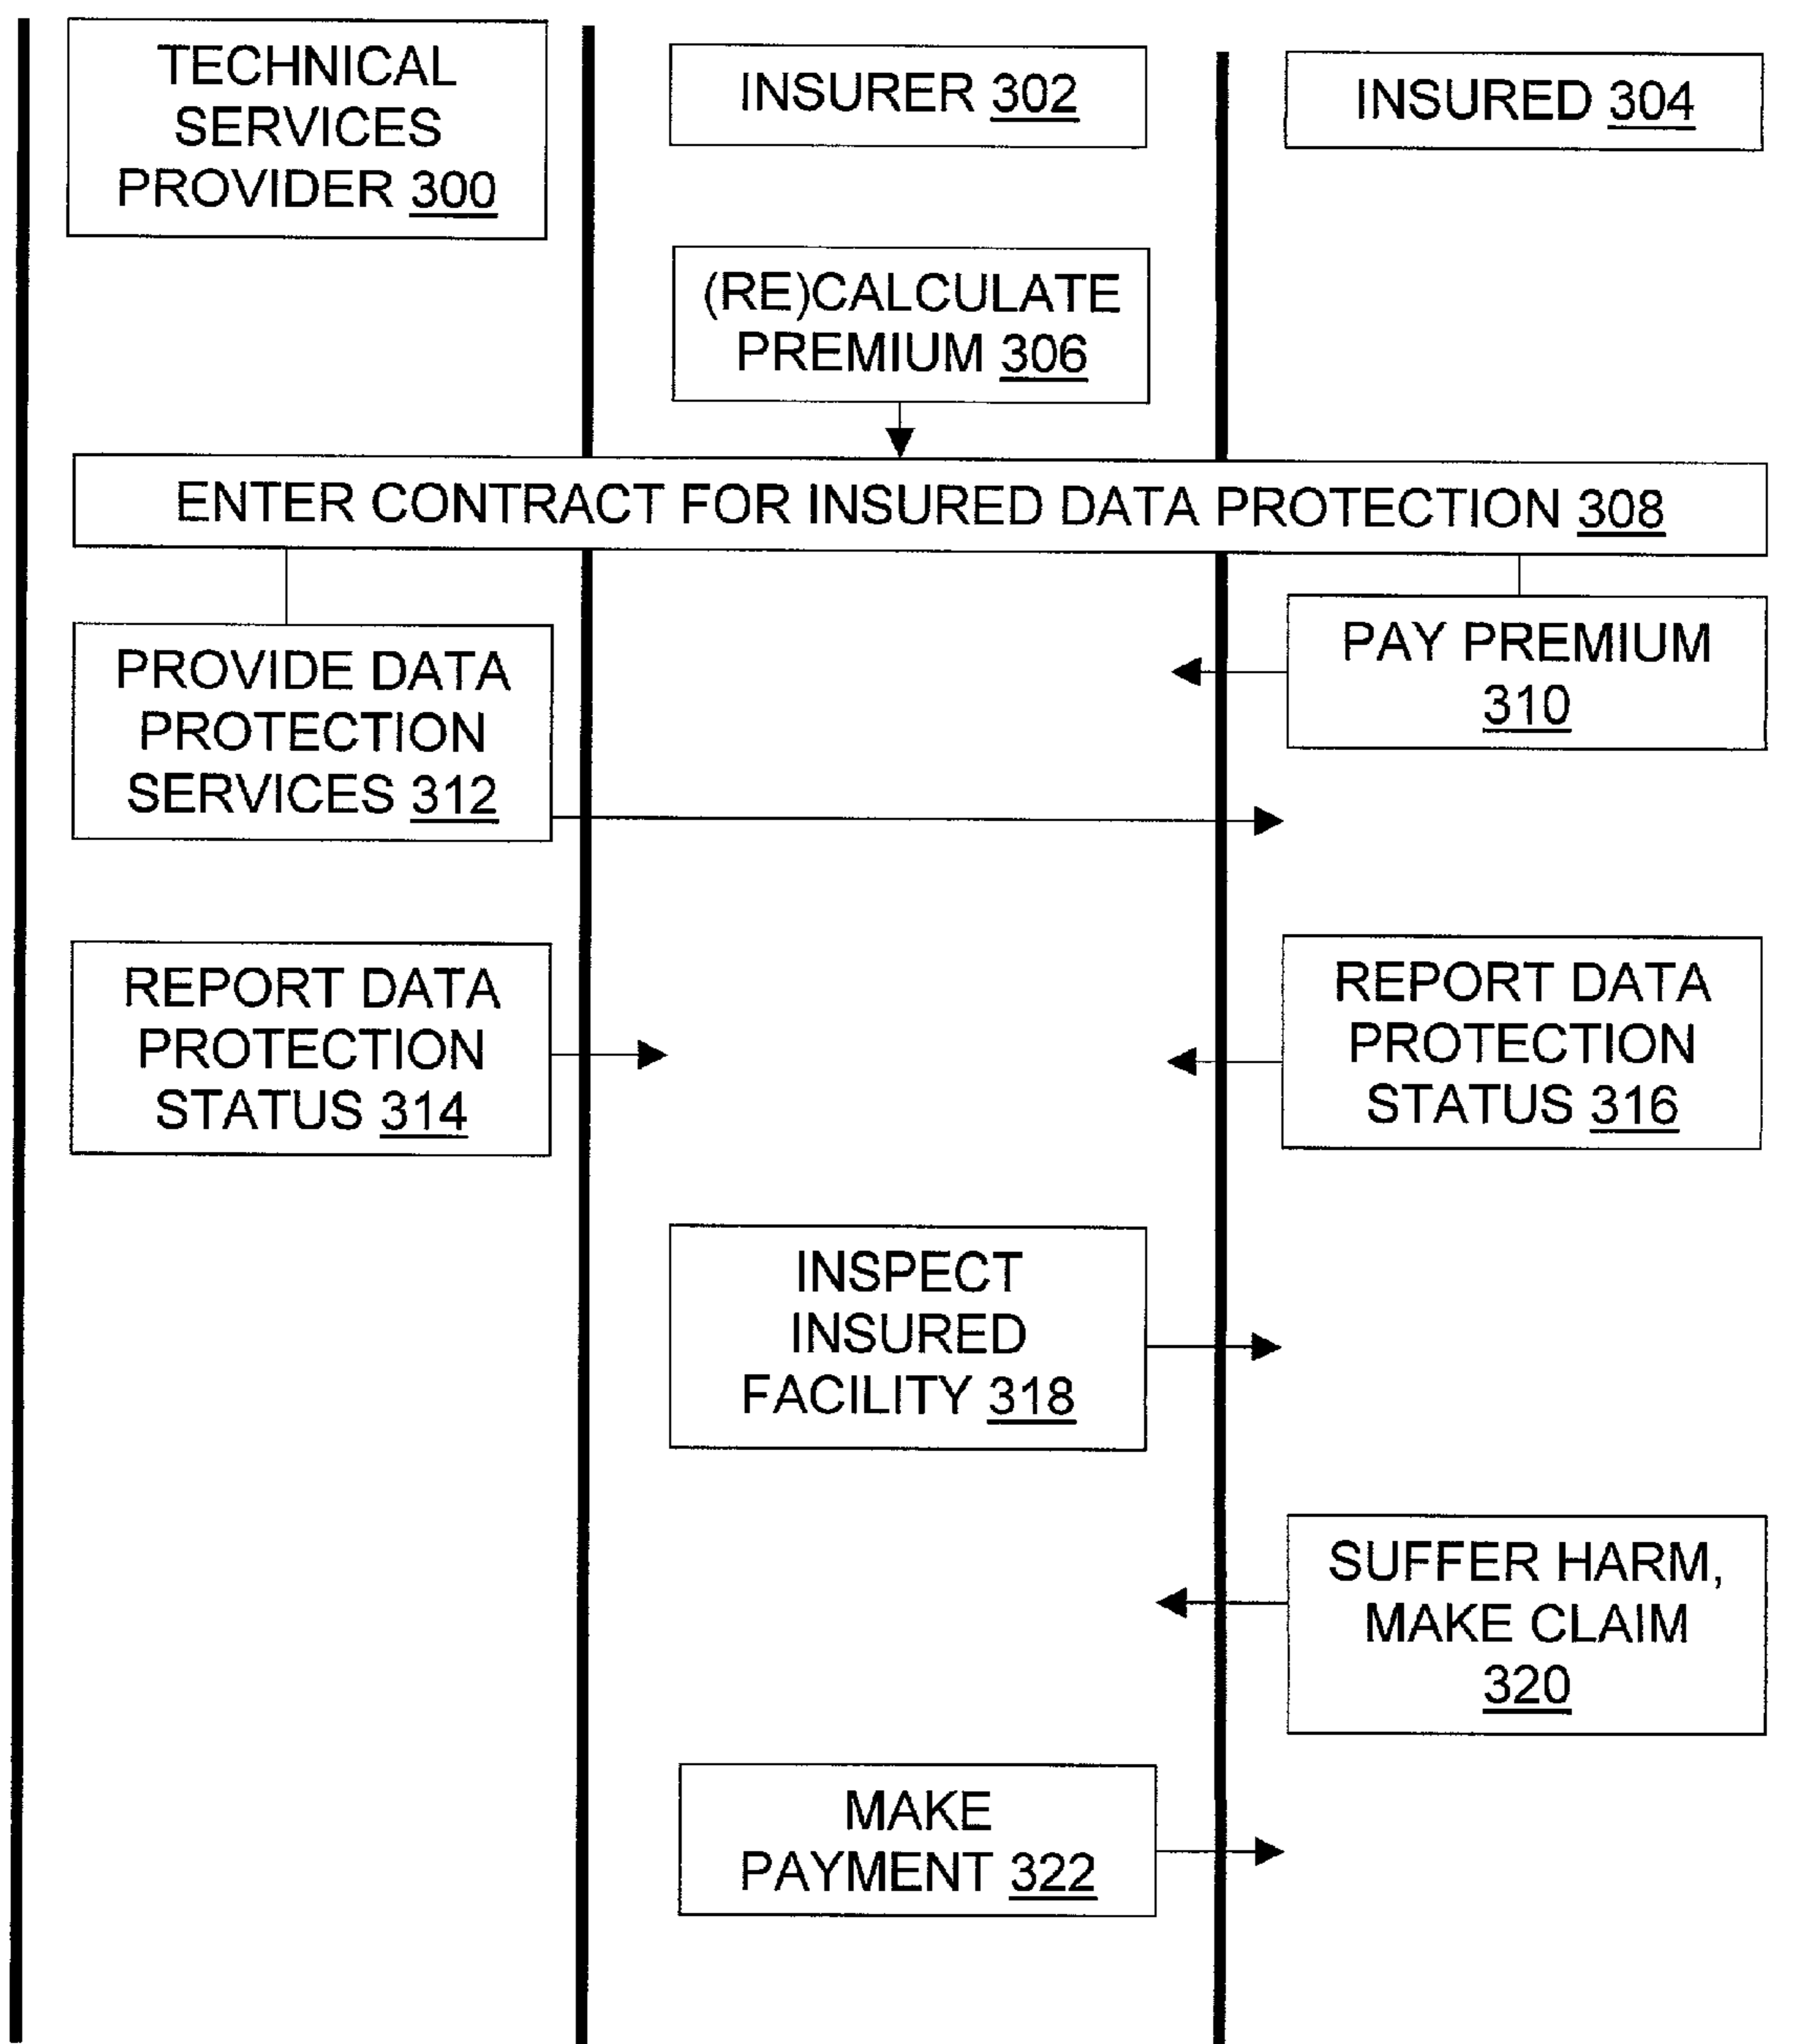 TECHNICAL
SERVICES
PROVIDER 300
INSURER 302
INSURED 304
(RE)CALCULATE
PREMIUM 306
ENTER CONTRACT FOR INSURED DATA PROTECTION 308
PROVIDE DATA
PROTECTION
SERVICES 312
PAY PREMIUM
310
REPORT DATA
PROTECTION
STATUS 314
REPORT DATA
PROTECTION
STATUS 316
INSPECT
INSURED
FACILITY 318
SUFFER HARM,
MAKE CLAIM
320
MAKE
PAYMENT 322